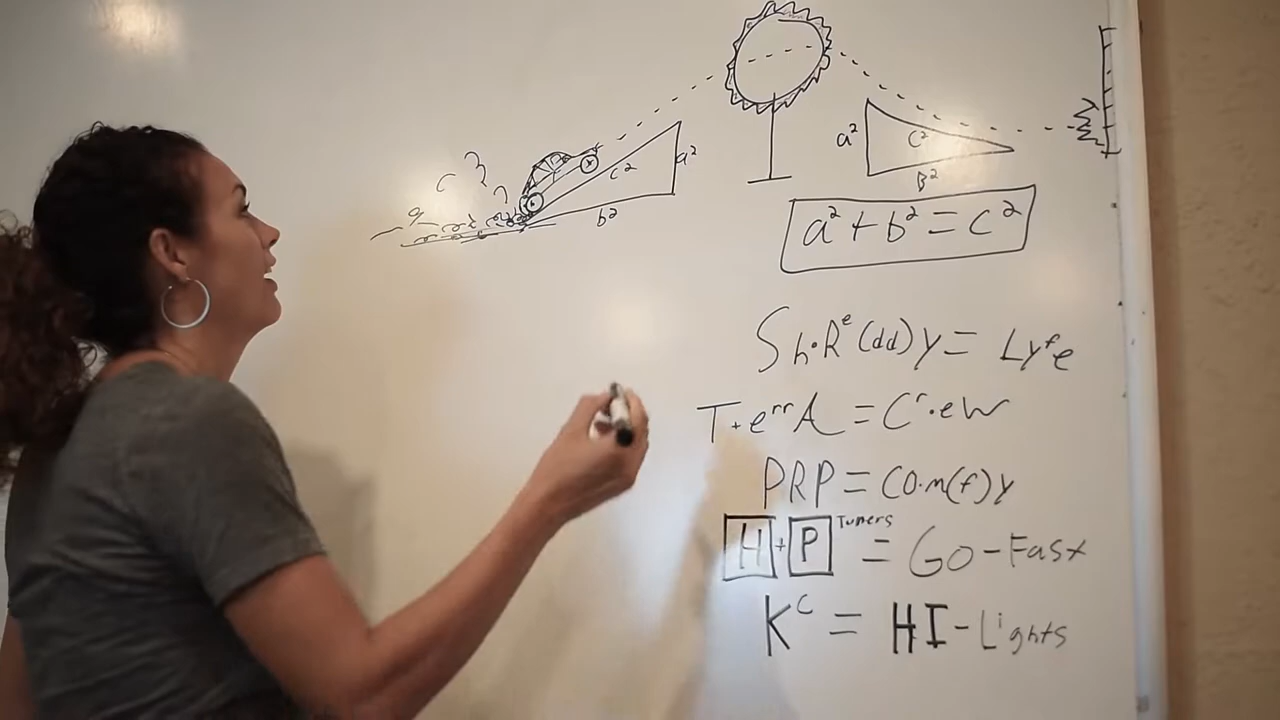 c² a²
b²
a² c²
B²
a² + b² = c²
Sh·Rᵉ(dd)y = Lyᶠe
T·eʳʳA = Cʳ·ew
PRP = CO·m(f)y
H + P Tuners = Go-Fast
Kᶜ = HI-Lights